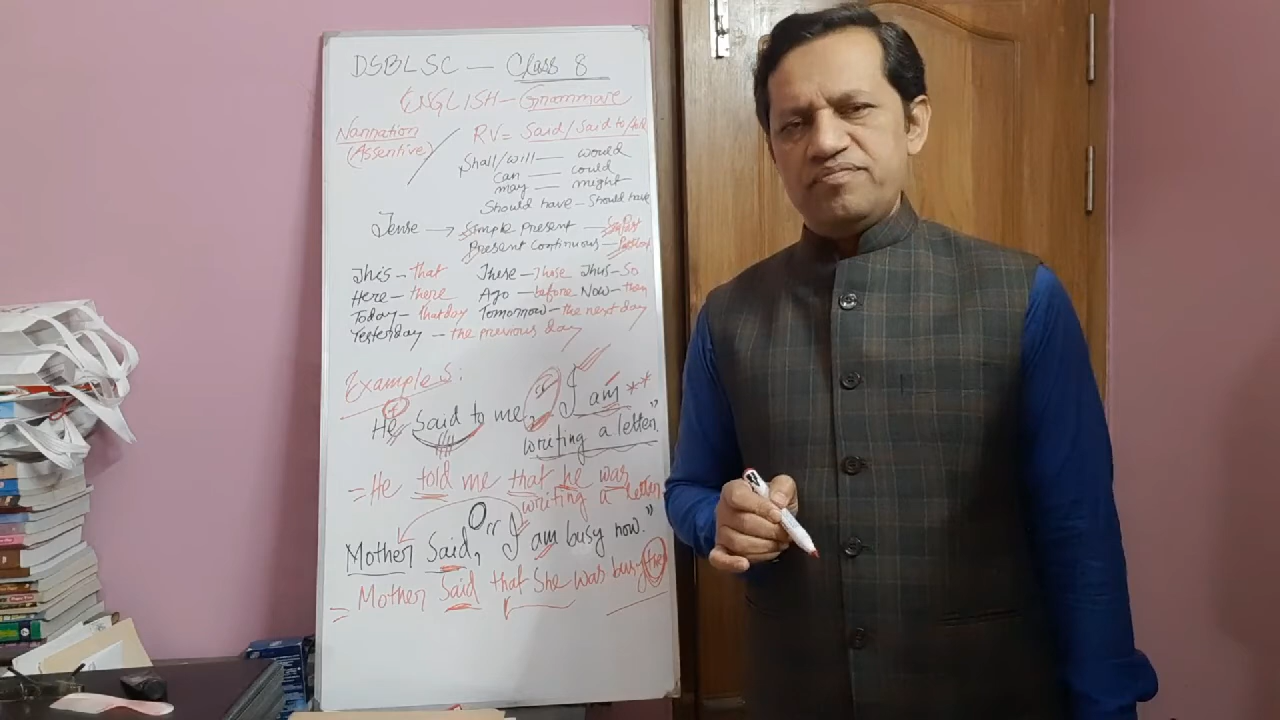 DSBLSC — Class 8
ENGLISH — Grammar
Narration
(Assertive)
RV = Said/Said to/
Shall/will — would
can — could
may — might
Should have — Should have
Tense → Simple Present —
Present continuous —
This — that These — Those Thus — So
Here — there Ago — before Now — then
Today — that day Tomorrow — the next day
Yesterday — the previous day
Examples:
He Said to me, "I am
writing a letter."
= He told me that he was
writing a letter
Mother Said, "I am busy now."
= Mother Said that She was busy then